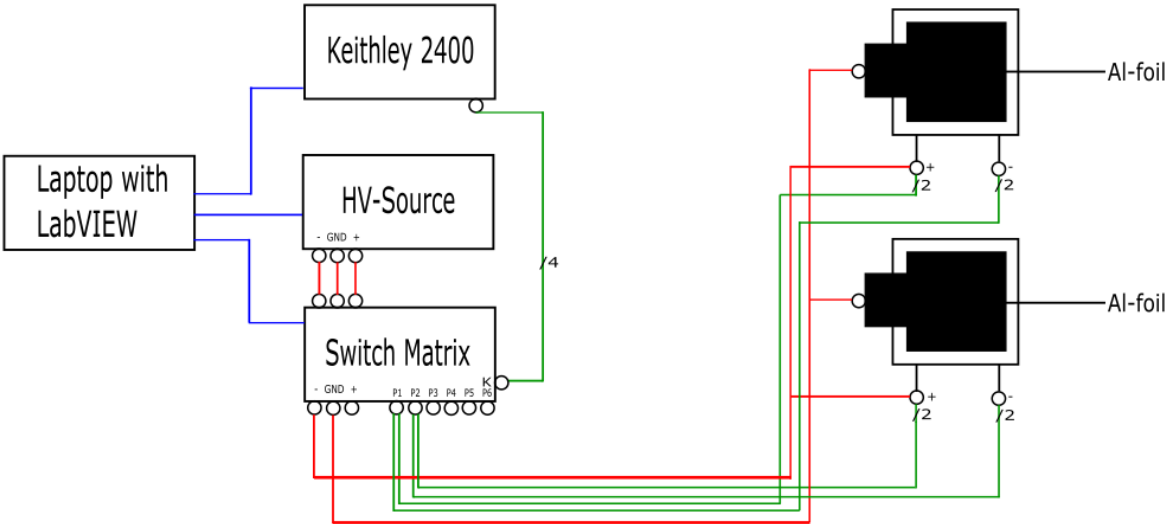 Keithley 2400
Al-foil
Laptop with
LabVIEW
HV-Source
- GND +
+ -
/2 /2
/4
Al-foil
Switch Matrix
K
- GND + P1 P2 P3 P4 P5 P6
+ -
/2 /2